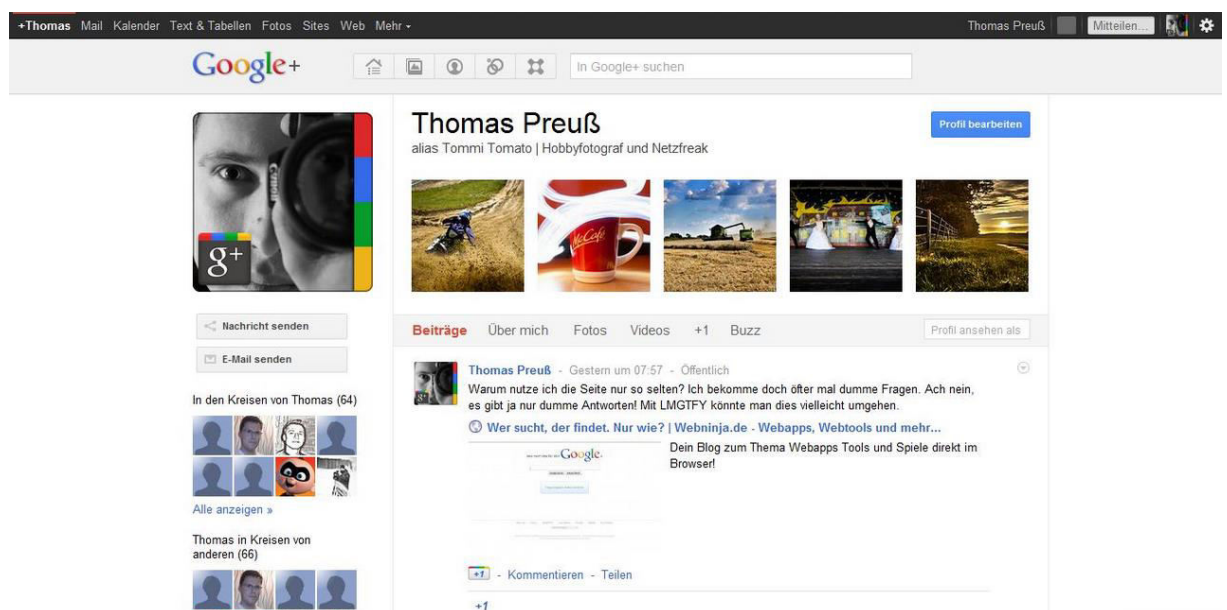 +Thomas Mail Kalender Text & Tabellen Fotos Sites Web Mehr
Thomas Preuß Mitteilen...
Google+
In Google+ suchen
Thomas Preuß
Profil bearbeiten
alias Tommi Tomato | Hobbyfotograf und Netzfreak
Canon
g+
McCafé
Nachricht senden
E-Mail senden
Beiträge Über mich Fotos Videos +1 Buzz
Profil ansehen als
Thomas Preuß - Gestern um 07:57 - Öffentlich
Warum nutze ich die Seite nur so selten? Ich bekomme doch öfter mal dumme Fragen. Ach nein,
es gibt ja nur dumme Antworten! Mit LMGTFY könnte man dies vielleicht umgehen.
Wer sucht, der findet. Nur wie? | Webninja.de - Webapps, Webtools und mehr...
Google
Dein Blog zum Thema Webapps Tools und Spiele direkt im
Browser!
+1 - Kommentieren - Teilen
+1
In den Kreisen von Thomas (64)
Alle anzeigen »
Thomas in Kreisen von
anderen (66)